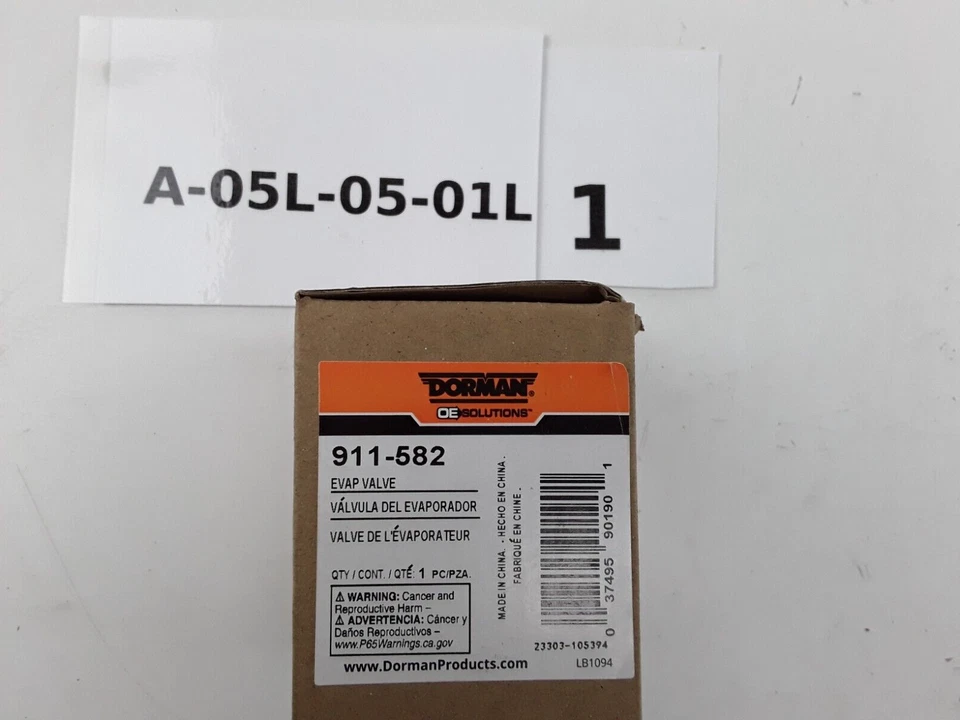 A-05L-05-01L
1
DORMAN®
OE SOLUTIONS™
911-582
EVAP VALVE
VÁLVULA DEL EVAPORADOR
VALVE DE L'ÉVAPORATEUR
QTY / CONT. / QTÉ: 1 PC/PZA.
⚠ WARNING: Cancer and
Reproductive Harm –
⚠ ADVERTENCIA: Cáncer y
Daños Reproductivos –
www.P65Warnings.ca.gov
www.DormanProducts.com
MADE IN CHINA. - HECHO EN CHINA.
FABRIQUÉ EN CHINE.
0 37495 90190 1
23303-105394
LB1094